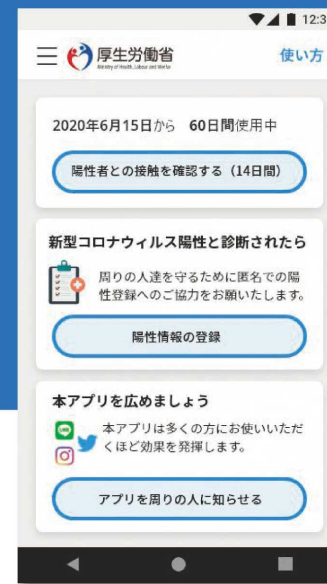 12:3
厚生労働省
Ministry of Health, Labour and Welfare
使い方
2020年6月15日から 60日間使用中
陽性者との接触を確認する（14日間）
新型コロナウィルス陽性と診断されたら
周りの人達を守るために匿名での陽
性登録へのご協力をお願いいたします。
陽性情報の登録
本アプリを広めましょう
本アプリは多くの方にお使いいただ
くほど効果を発揮します。
アプリを周りの人に知らせる